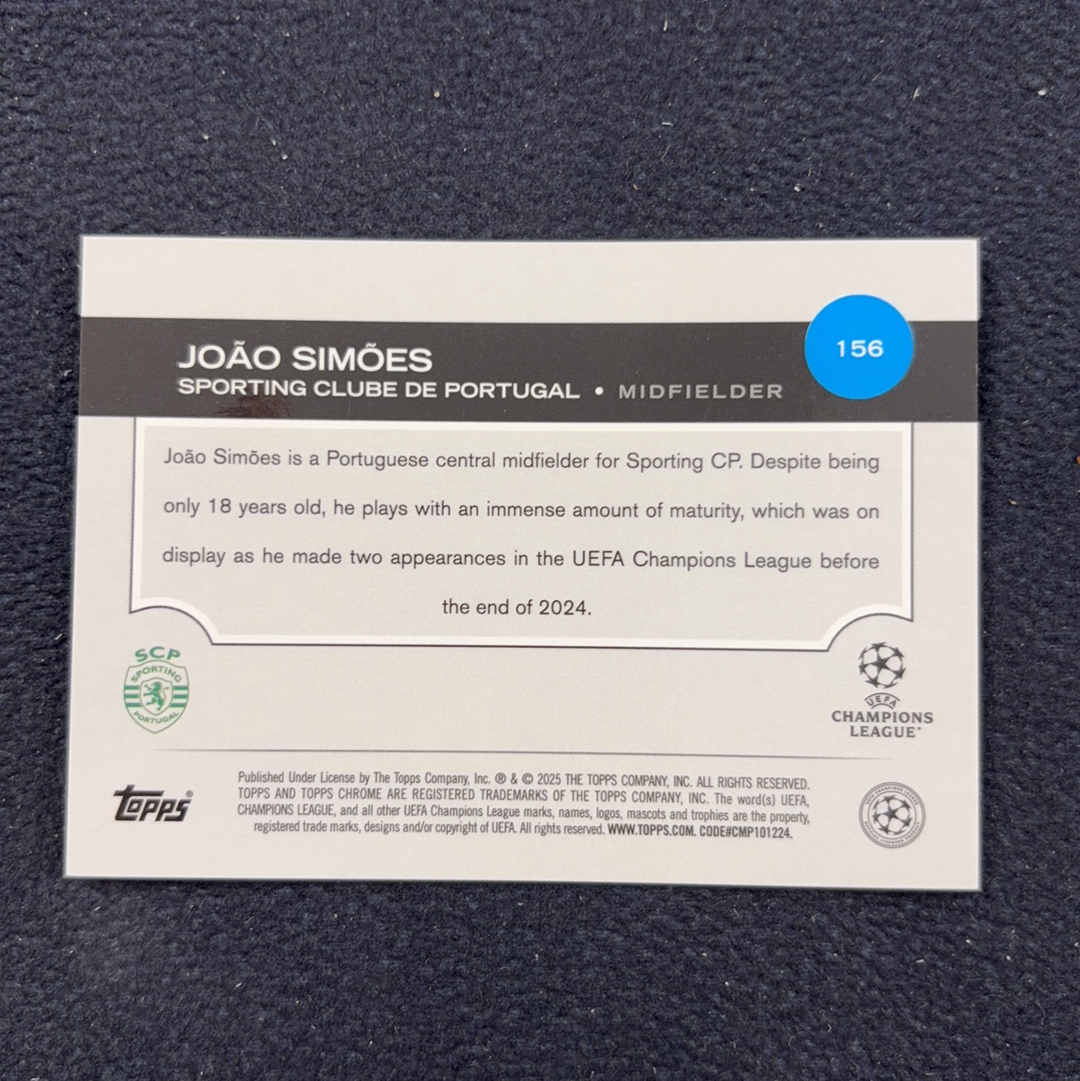 156
JOÃO SIMÕES
SPORTING CLUBE DE PORTUGAL • MIDFIELDER
João Simões is a Portuguese central midfielder for Sporting CP. Despite being
only 18 years old, he plays with an immense amount of maturity, which was on
display as he made two appearances in the UEFA Champions League before
the end of 2024.
SCP
SPORTING
PORTUGAL
UEFA
CHAMPIONS
LEAGUE®
Topps®
Published Under License by The Topps Company, Inc. ® & © 2025 THE TOPPS COMPANY, INC. ALL RIGHTS RESERVED.
TOPPS AND TOPPS CHROME ARE REGISTERED TRADEMARKS OF THE TOPPS COMPANY, INC. The word(s) UEFA,
CHAMPIONS LEAGUE, and all other UEFA Champions League marks, names, logos, mascots and trophies are the property,
registered trade marks, designs and/or copyright of UEFA. All rights reserved. WWW.TOPPS.COM. CODE#CMP101224.